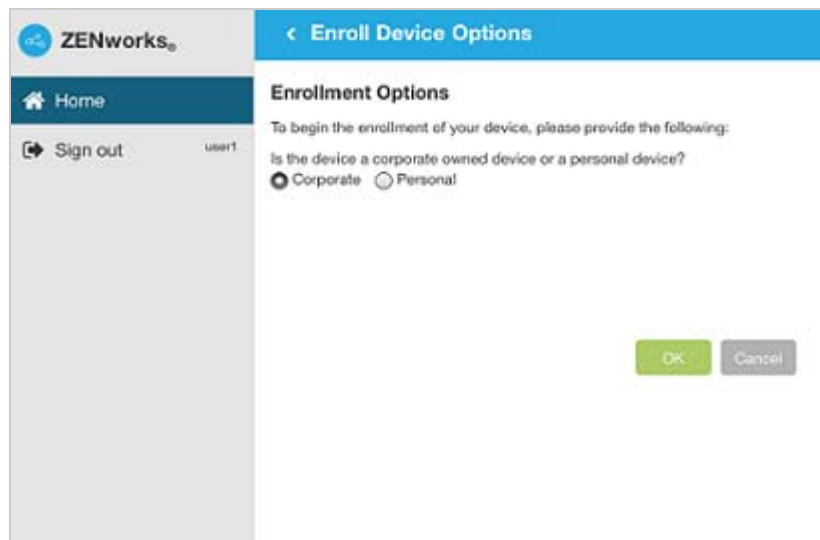 ZENworks®
Home
Sign out user1
Enroll Device Options
Enrollment Options
To begin the enrollment of your device, please provide the following:
Is the device a corporate owned device or a personal device?
Corporate Personal
OK Cancel